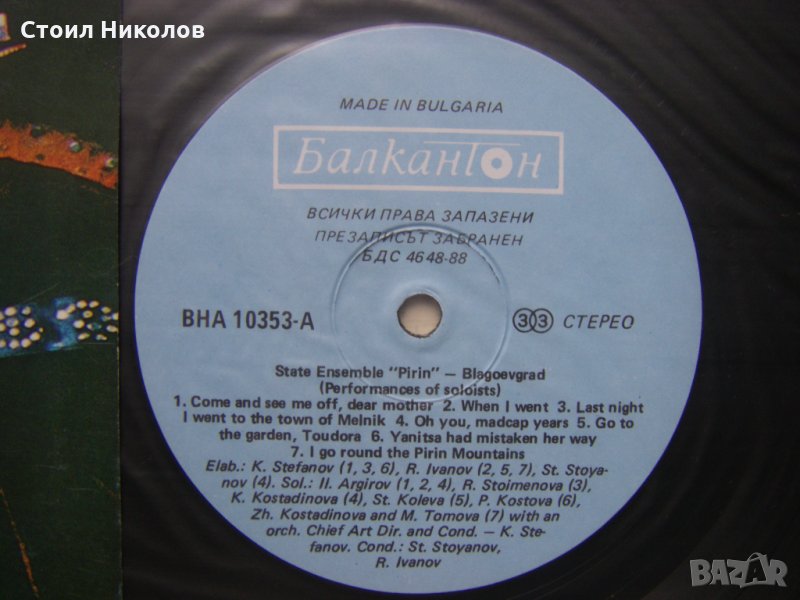 Стоил Николов
MADE IN BULGARIA
Балкантон
ВСИЧКИ ПРАВА ЗАПАЗЕНИ
ПРЕЗАПИСЪТ ЗАБРАНЕН
БДС 4648-88
ВНА 10353-А
33 СТЕРЕО
State Ensemble "Pirin" — Blagoevgrad
(Performances of soloists)
1. Come and see me off, dear mother 2. When I went 3. Last night
I went to the town of Melnik 4. Oh you, madcap years 5. Go to
the garden, Toudora 6. Yanitsa had mistaken her way
7. I go round the Pirin Mountains
Elab.: K. Stefanov (1, 3, 6), R. Ivanov (2, 5, 7), St. Stoya-
nov (4). Sol.: Il. Argirov (1, 2, 4), R. Stoimenova (3),
K. Kostadinova (4), St. Koleva (5), P. Kostova (6),
Zh. Kostadinova and M. Tomova (7) with an
orch. Chief Art Dir. and Cond. — K. Ste-
fanov. Cond.: St. Stoyanov,
R. Ivanov
BAZAR